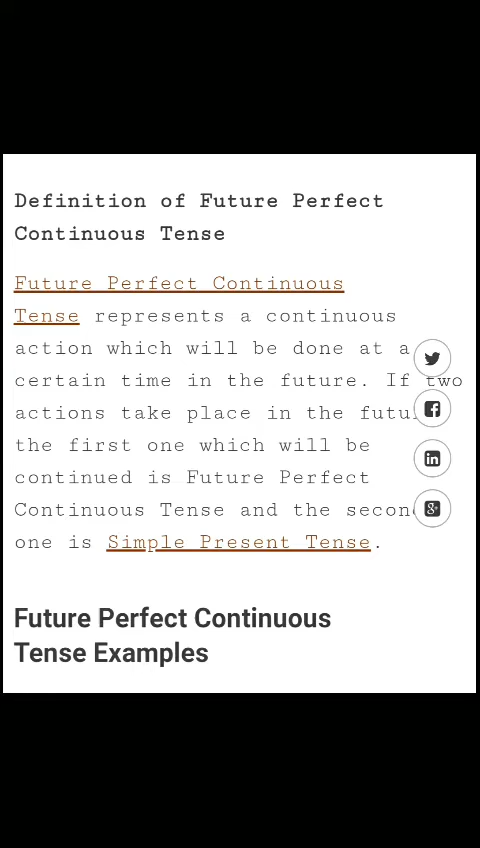 Definition of Future Perfect
Continuous Tense
Future Perfect Continuous
Tense represents a continuous
action which will be done at a
certain time in the future. If two
actions take place in the futu
the first one which will be
continued is Future Perfect
Continuous Tense and the secon
one is Simple Present Tense.
Future Perfect Continuous
Tense Examples